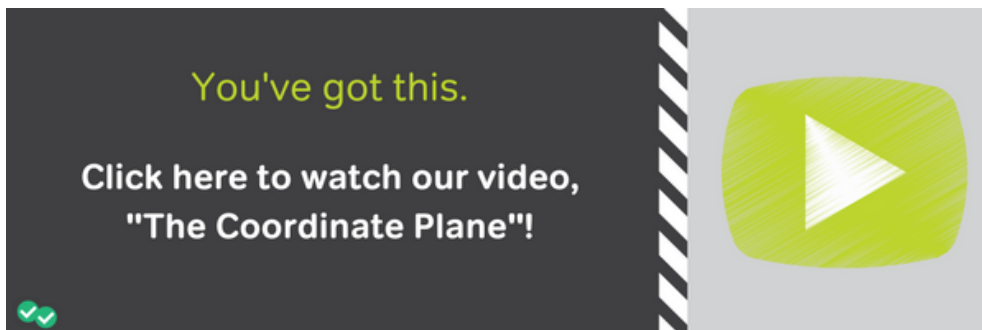 You've got this.
Click here to watch our video,
"The Coordinate Plane"!